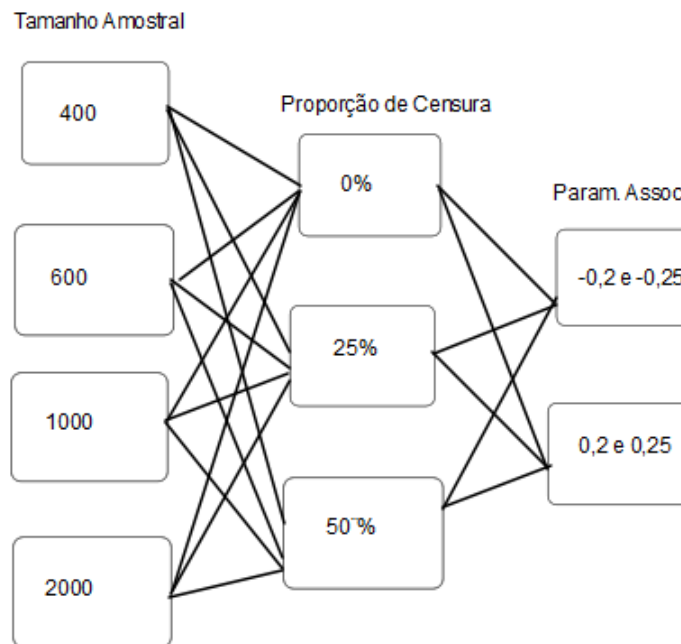 Tamanho Amostral
400
600
1000
2000
Proporção de Censura
0%
25%
50¨%
Param. Assoc
-0,2 e -0,25
0,2 e 0,25